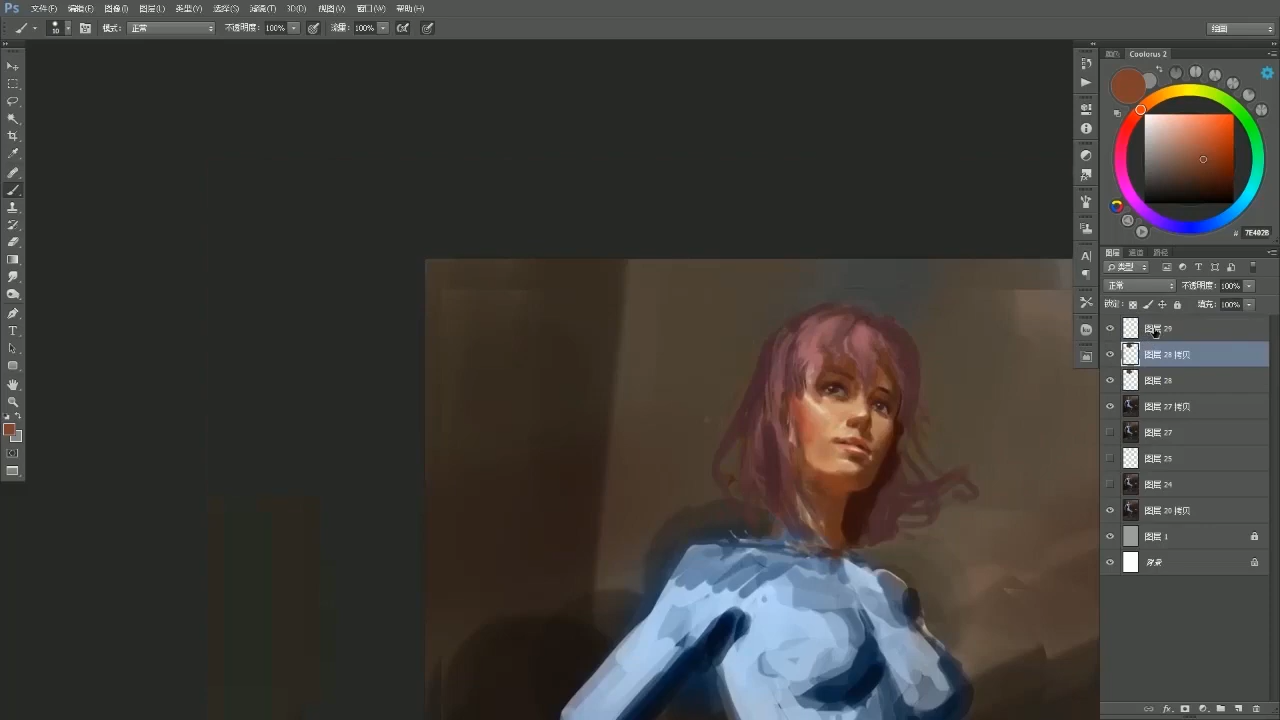 Ps 文件(F) 编辑(E) 图像(I) 图层(L) 类型(Y) 选择(S) 滤镜(T) 3D(D) 视图(V) 窗口(W) 帮助(H)
10 模式: 正常 不透明度: 100% 流量: 100% 绘画
颜色 Coolorus 2
# 7E402B
图层 通道 路径
类型
正常 不透明度: 100%
锁定: 填充: 100%
图层 29
图层 28 拷贝
图层 28
图层 27 拷贝
图层 27
图层 25
图层 24
图层 20 拷贝
图层 1
背景
fx